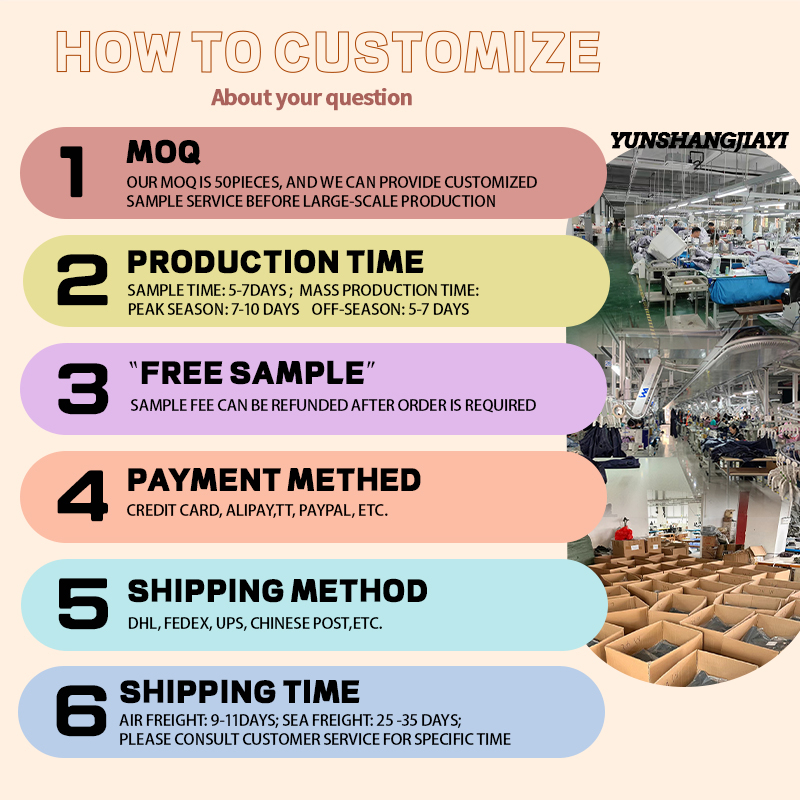 HOW TO CUSTOMIZE
About your question
YUNSHANGJIAYI
1
MOQ
OUR MOQ IS 50PIECES, AND WE CAN PROVIDE CUSTOMIZED
SAMPLE SERVICE BEFORE LARGE-SCALE PRODUCTION
2
PRODUCTION TIME
SAMPLE TIME: 5-7DAYS ; MASS PRODUCTION TIME:
PEAK SEASON: 7-10 DAYS OFF-SEASON: 5-7 DAYS
3
"FREE SAMPLE"
SAMPLE FEE CAN BE REFUNDED AFTER ORDER IS REQUIRED
4
PAYMENT METHED
CREDIT CARD, ALIPAY,TT, PAYPAL, ETC.
5
SHIPPING METHOD
DHL, FEDEX, UPS, CHINESE POST,ETC.
6
SHIPPING TIME
AIR FREIGHT: 9-11DAYS; SEA FREIGHT: 25 -35 DAYS;
PLEASE CONSULT CUSTOMER SERVICE FOR SPECIFIC TIME